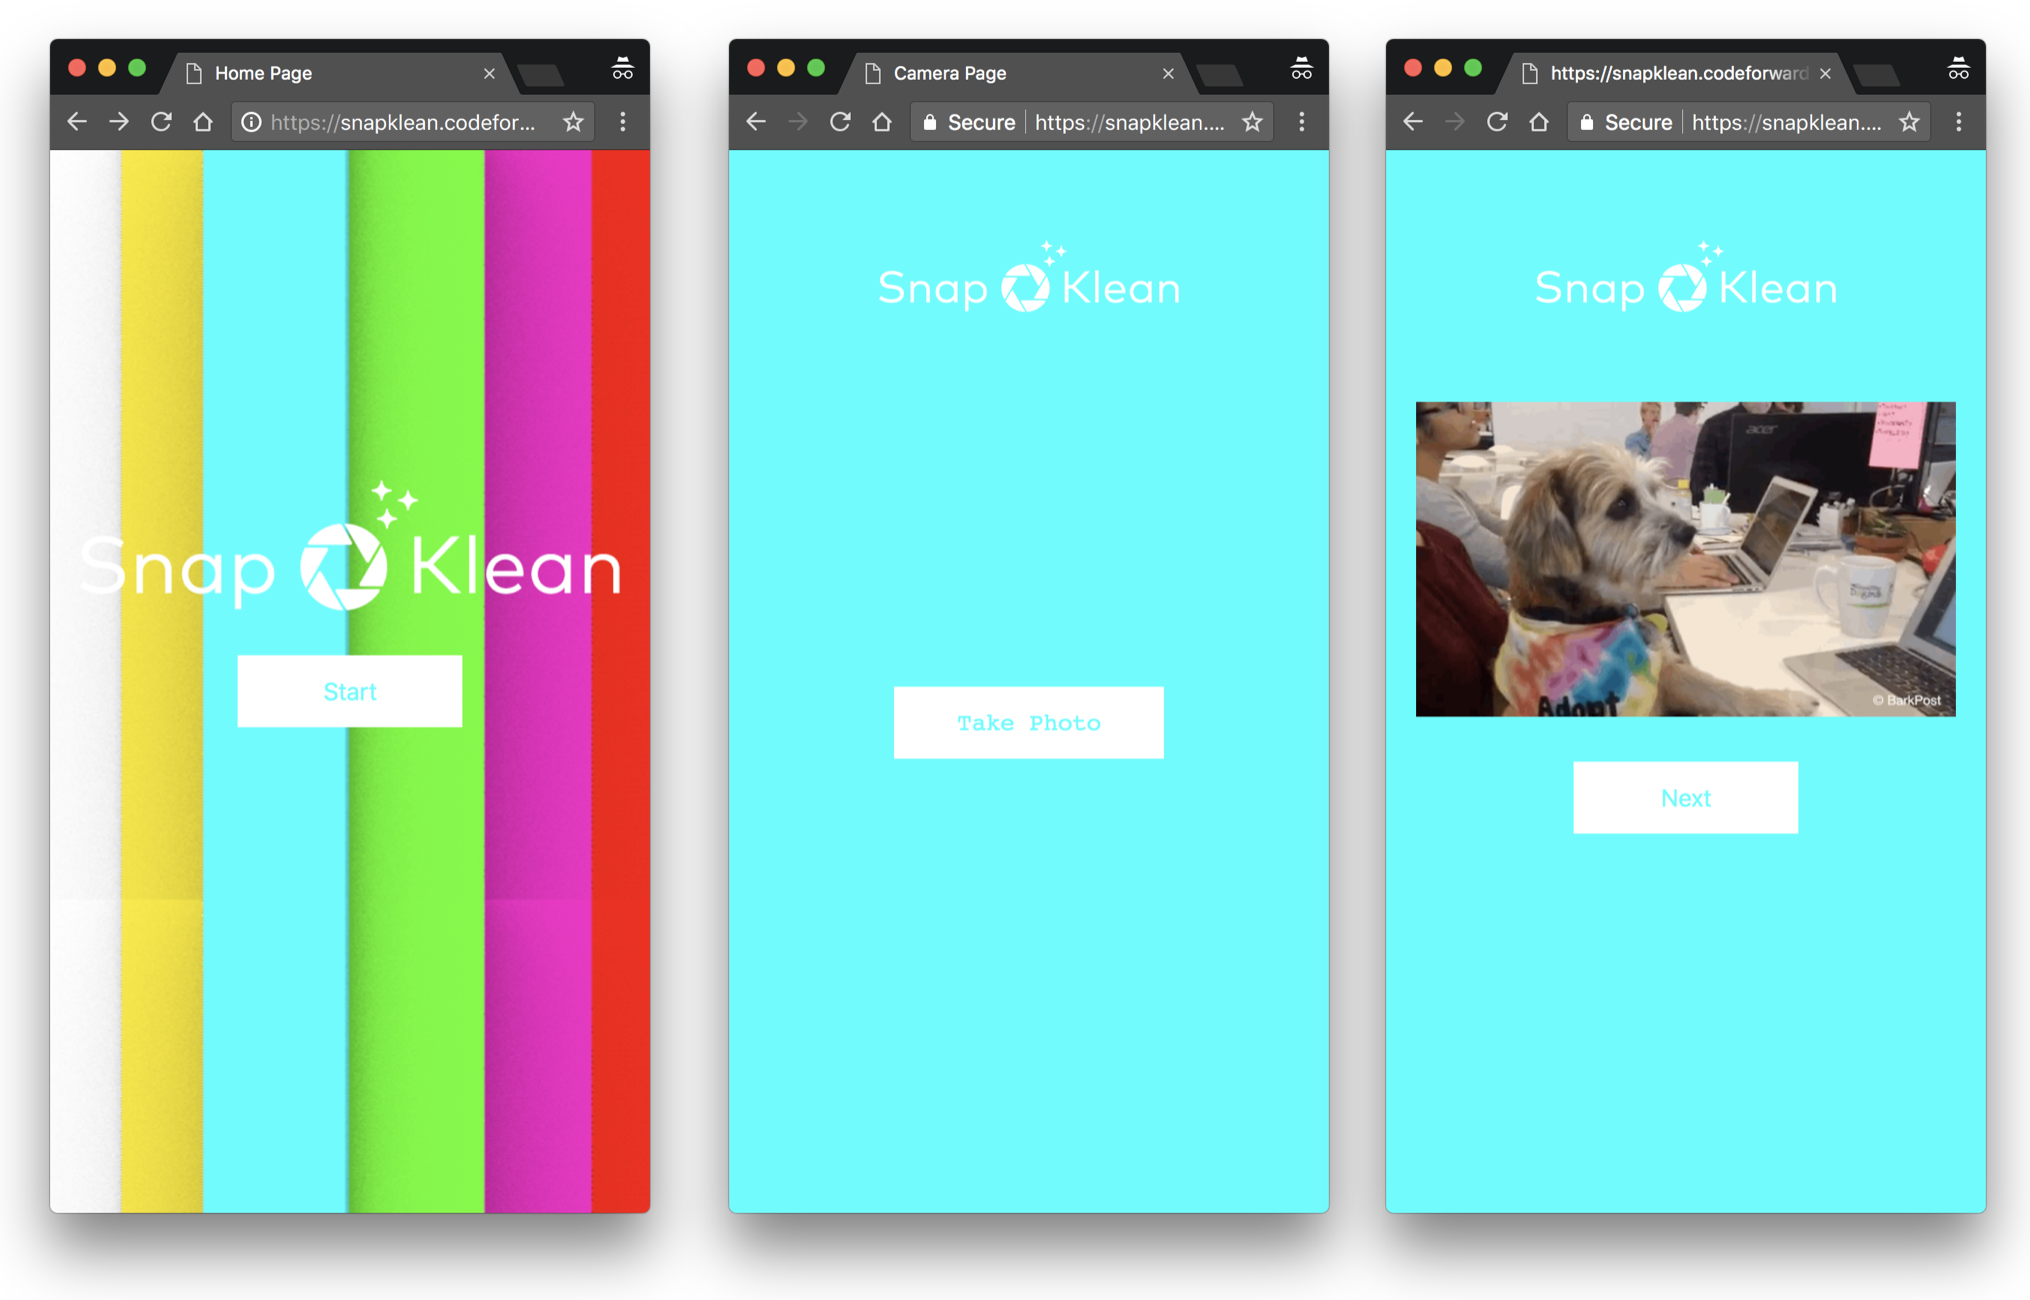 Home Page
https://snapklean.codefor...
Snap Klean
Start
Camera Page
Secure
https://snapklean....
Snap Klean
Take Photo
https://snapklean.codeforward
Secure
https://snapklean....
Snap Klean
acer
Adopt
© BarkPost
Next